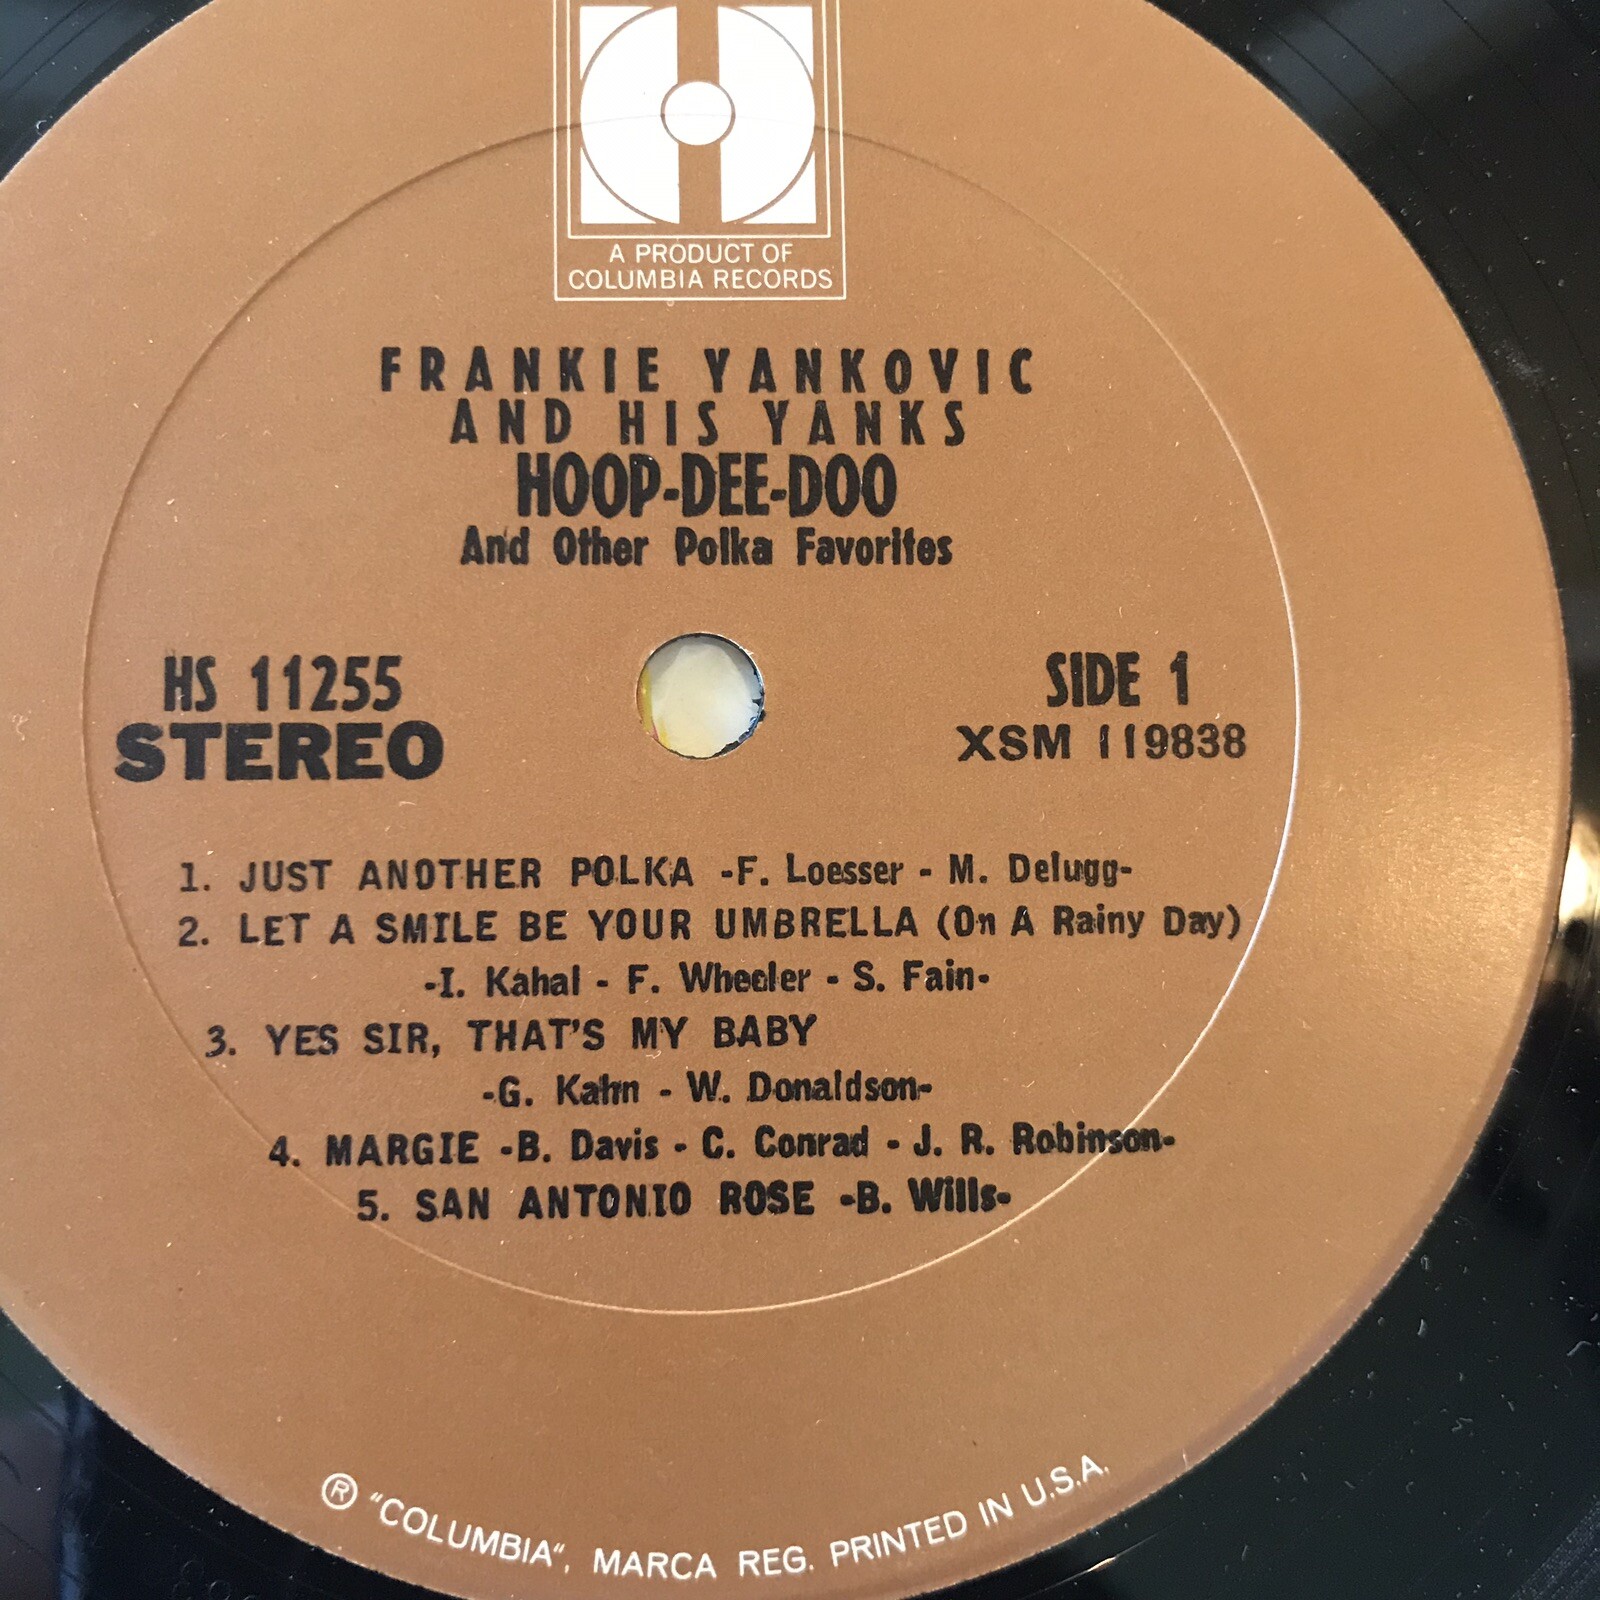 A PRODUCT OF
COLUMBIA RECORDS
FRANKIE YANKOVIC
AND HIS YANKS
HOOP-DEE-DOO
And Other Polka Favorites
HS 11255
STEREO
SIDE 1
XSM 119838
1. JUST ANOTHER POLKA -F. Loesser - M. Delugg-
2. LET A SMILE BE YOUR UMBRELLA (On A Rainy Day)
-I. Kahal - F. Wheeler - S. Fain-
3. YES SIR, THAT'S MY BABY
-G. Kahn - W. Donaldson-
4. MARGIE -B. Davis - C. Conrad - J. R. Robinson-
5. SAN ANTONIO ROSE -B. Wills-
® "COLUMBIA", MARCA REG. PRINTED IN U.S.A.